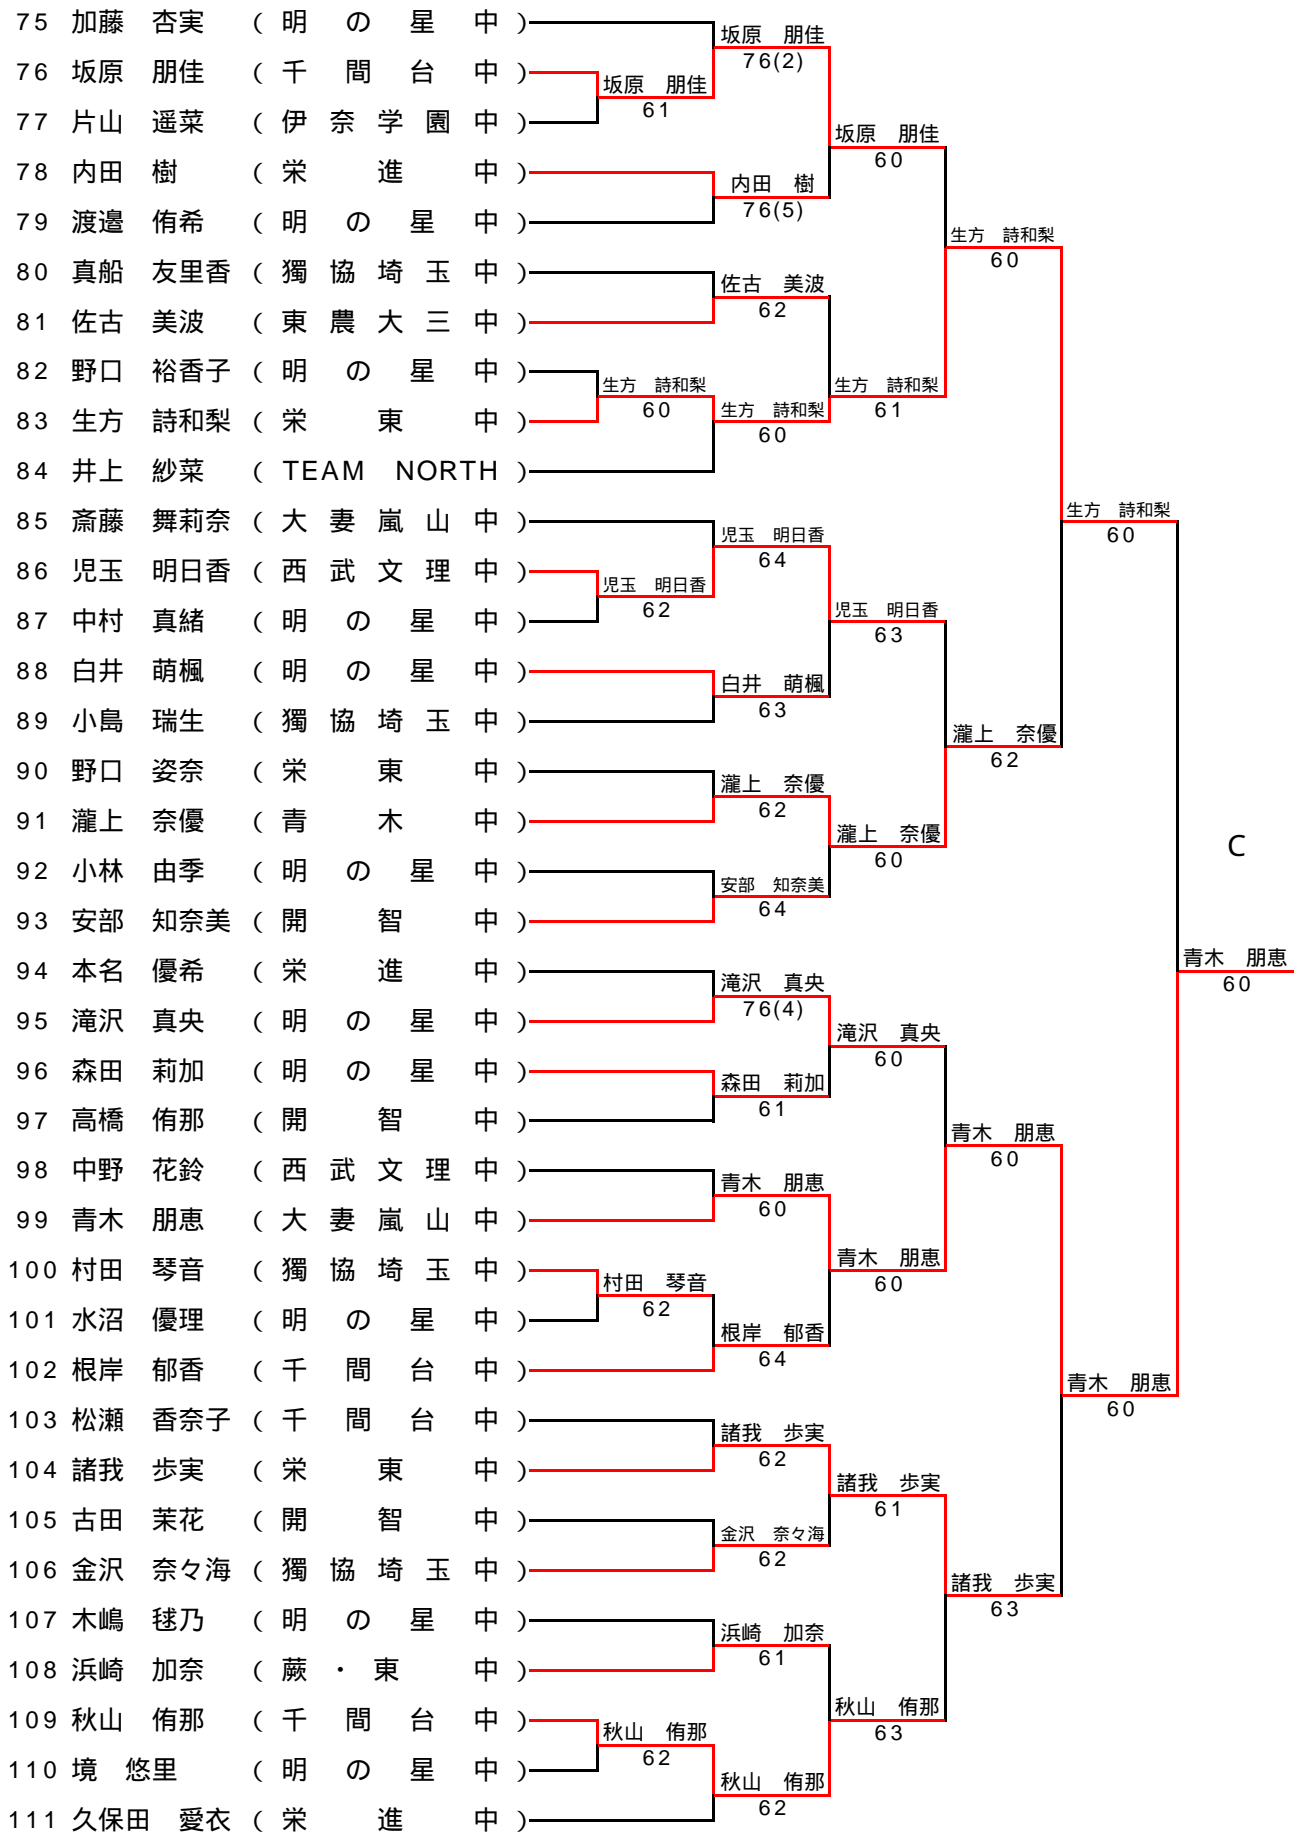 75 加藤　杏実 ( 明 の 星 中 )
76 坂原　朋佳 ( 千 間 台 中 )
77 片山　遥菜 ( 伊 奈 学 園 中 )
78 内田　樹 ( 栄 進 中 )
79 渡邉　侑希 ( 明 の 星 中 )
80 真船　友里香 ( 獨 協 埼 玉 中 )
81 佐古　美波 ( 東 農 大 三 中 )
82 野口　裕香子 ( 明 の 星 中 )
83 生方　詩和梨 ( 栄 東 中 )
84 井上　紗菜 ( TEAM NORTH )
85 斎藤　舞莉奈 ( 大 妻 嵐 山 中 )
86 児玉　明日香 ( 西 武 文 理 中 )
87 中村　真緒 ( 明 の 星 中 )
88 白井　萌楓 ( 明 の 星 中 )
89 小島　瑞生 ( 獨 協 埼 玉 中 )
90 野口　姿奈 ( 栄 東 中 )
91 瀧上　奈優 ( 青 木 中 )
92 小林　由季 ( 明 の 星 中 )
93 安部　知奈美 ( 開 智 中 )
94 本名　優希 ( 栄 進 中 )
95 滝沢　真央 ( 明 の 星 中 )
96 森田　莉加 ( 明 の 星 中 )
97 高橋　侑那 ( 開 智 中 )
98 中野　花鈴 ( 西 武 文 理 中 )
99 青木　朋恵 ( 大 妻 嵐 山 中 )
100 村田　琴音 ( 獨 協 埼 玉 中 )
101 水沼　優理 ( 明 の 星 中 )
102 根岸　郁香 ( 千 間 台 中 )
103 松瀬　香奈子 ( 千 間 台 中 )
104 諸我　歩実 ( 栄 東 中 )
105 古田　茉花 ( 開 智 中 )
106 金沢　奈々海 ( 獨 協 埼 玉 中 )
107 木嶋　毬乃 ( 明 の 星 中 )
108 浜崎　加奈 ( 蕨 ・ 東 中 )
109 秋山　侑那 ( 千 間 台 中 )
110 境　悠里 ( 明 の 星 中 )
111 久保田　愛衣 ( 栄 進 中 )
坂原　朋佳
61
生方　詩和梨
60
児玉　明日香
62
村田　琴音
62
秋山　侑那
62
坂原　朋佳
76(2)
内田　樹
76(5)
佐古　美波
62
生方　詩和梨
60
児玉　明日香
64
白井　萌楓
63
瀧上　奈優
62
安部　知奈美
64
滝沢　真央
76(4)
森田　莉加
61
青木　朋恵
60
根岸　郁香
64
諸我　歩実
62
金沢　奈々海
62
浜崎　加奈
61
秋山　侑那
62
坂原　朋佳
60
生方　詩和梨
61
児玉　明日香
63
瀧上　奈優
60
滝沢　真央
60
青木　朋恵
60
諸我　歩実
61
秋山　侑那
63
生方　詩和梨
60
瀧上　奈優
62
青木　朋恵
60
諸我　歩実
63
生方　詩和梨
60
青木　朋恵
60
C
青木　朋恵
60